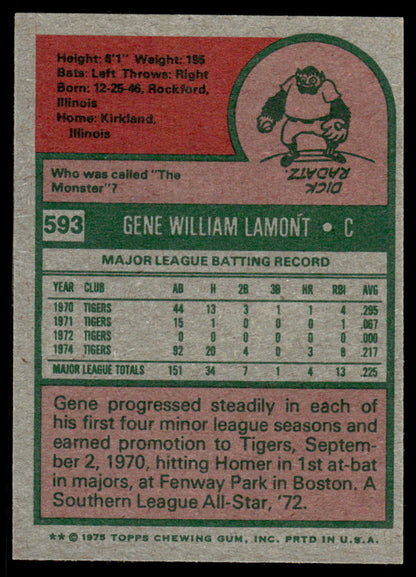 Height: 6'1" Weight: 195
Bats: Left Throws: Right
Born: 12-25-46, Rockford,
Illinois
Home: Kirkland,
Illinois
Who was called "The
Monster"?
DICK
RADATZ
593 GENE WILLIAM LAMONT • C
MAJOR LEAGUE BATTING RECORD
YEAR CLUB AB H 2B 3B HR RBI AVG
1970 TIGERS 44 13 3 1 1 4 .295
1971 TIGERS 15 1 0 0 0 1 .067
1972 TIGERS 0 0 0 0 0 0 .000
1974 TIGERS 92 20 4 0 3 8 .217
MAJOR LEAGUE TOTALS 151 34 7 1 4 13 .225
Gene progressed steadily in each of
his first four minor league seasons and
earned promotion to Tigers, Septem-
ber 2, 1970, hitting Homer in 1st at-bat
in majors, at Fenway Park in Boston. A
Southern League All-Star, '72.
** © 1975 TOPPS CHEWING GUM, INC. PRTD IN U.S.A.